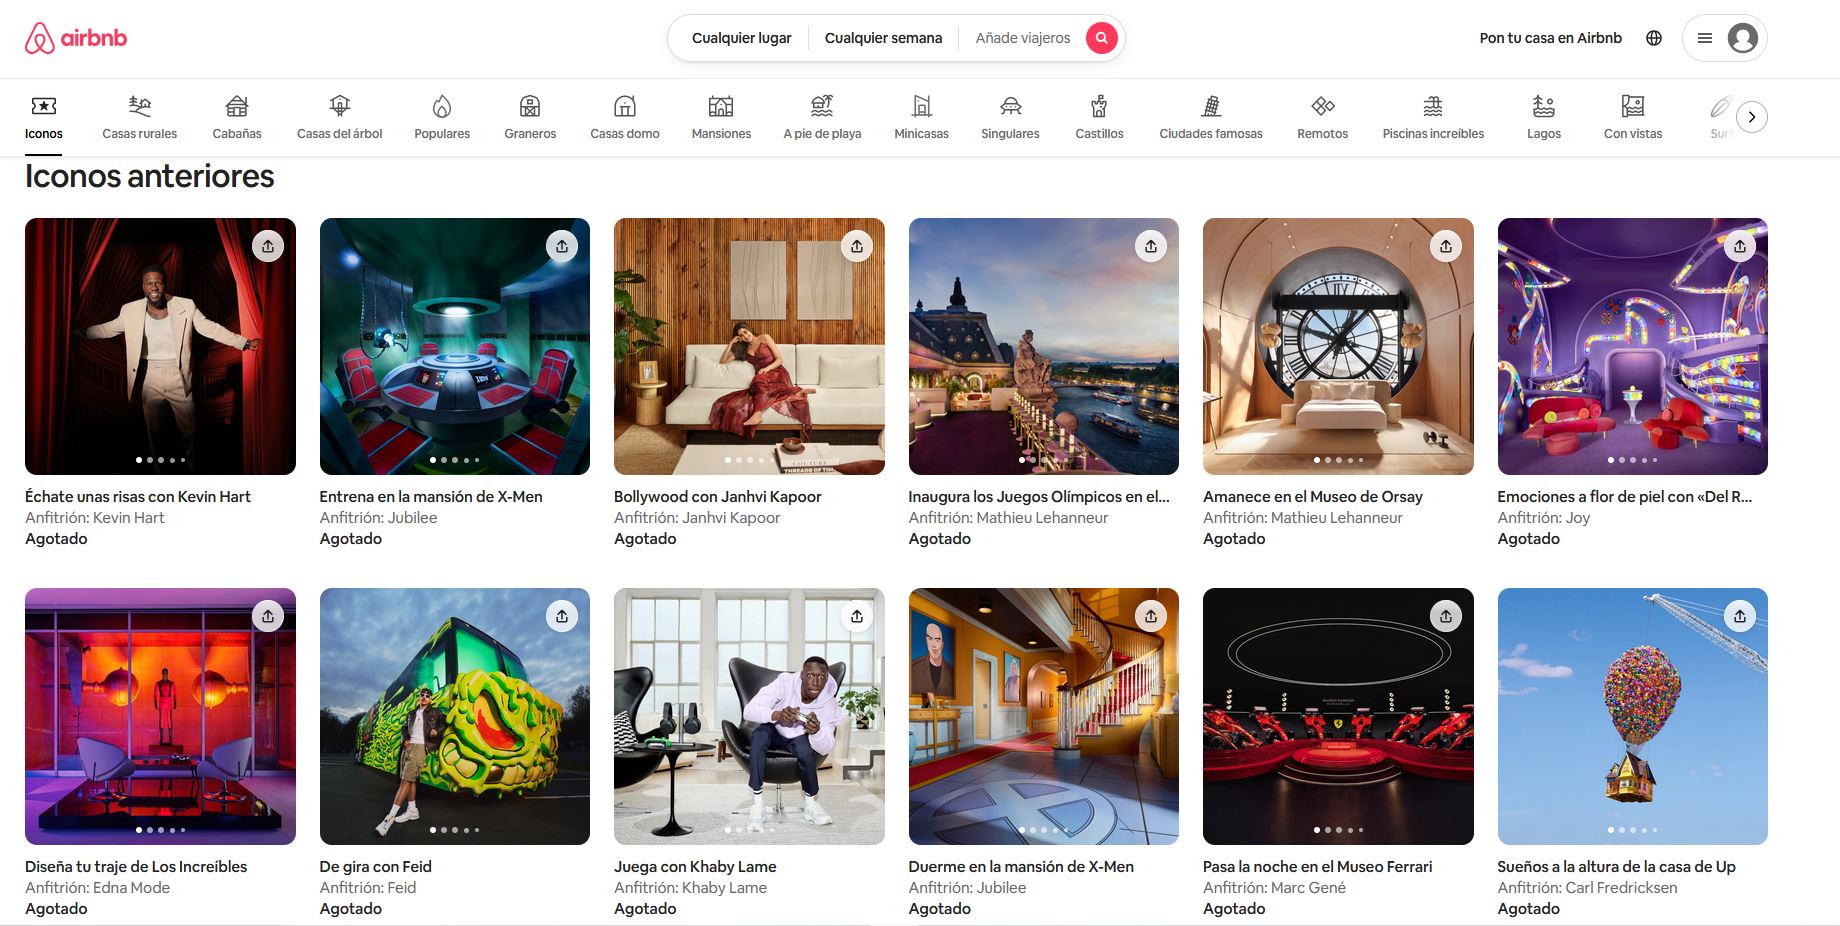 airbnb
Cualquier lugar
Cualquier semana
Añade viajeros
Pon tu casa en Airbnb
Iconos
Casas rurales
Cabañas
Casas del árbol
Populares
Graneros
Casas domo
Mansiones
A pie de playa
Minicasas
Singulares
Castillos
Ciudades famosas
Remotos
Piscinas increíbles
Lagos
Con vistas
Iconos anteriores
Échate unas risas con Kevin Hart
Anfitrión: Kevin Hart
Agotado
Entrena en la mansión de X-Men
Anfitrión: Jubilee
Agotado
Bollywood con Janhvi Kapoor
Anfitrión: Janhvi Kapoor
Agotado
Inaugura los Juegos Olímpicos en el...
Anfitrión: Mathieu Lehanneur
Agotado
Amanece en el Museo de Orsay
Anfitrión: Mathieu Lehanneur
Agotado
Emociones a flor de piel con «Del R...
Anfitrión: Joy
Agotado
Diseña tu traje de Los Increíbles
Anfitrión: Edna Mode
Agotado
De gira con Feid
Anfitrión: Feid
Agotado
Juega con Khaby Lame
Anfitrión: Khaby Lame
Agotado
Duerme en la mansión de X-Men
Anfitrión: Jubilee
Agotado
Pasa la noche en el Museo Ferrari
Anfitrión: Marc Gené
Agotado
Sueños a la altura de la casa de Up
Anfitrión: Carl Fredricksen
Agotado